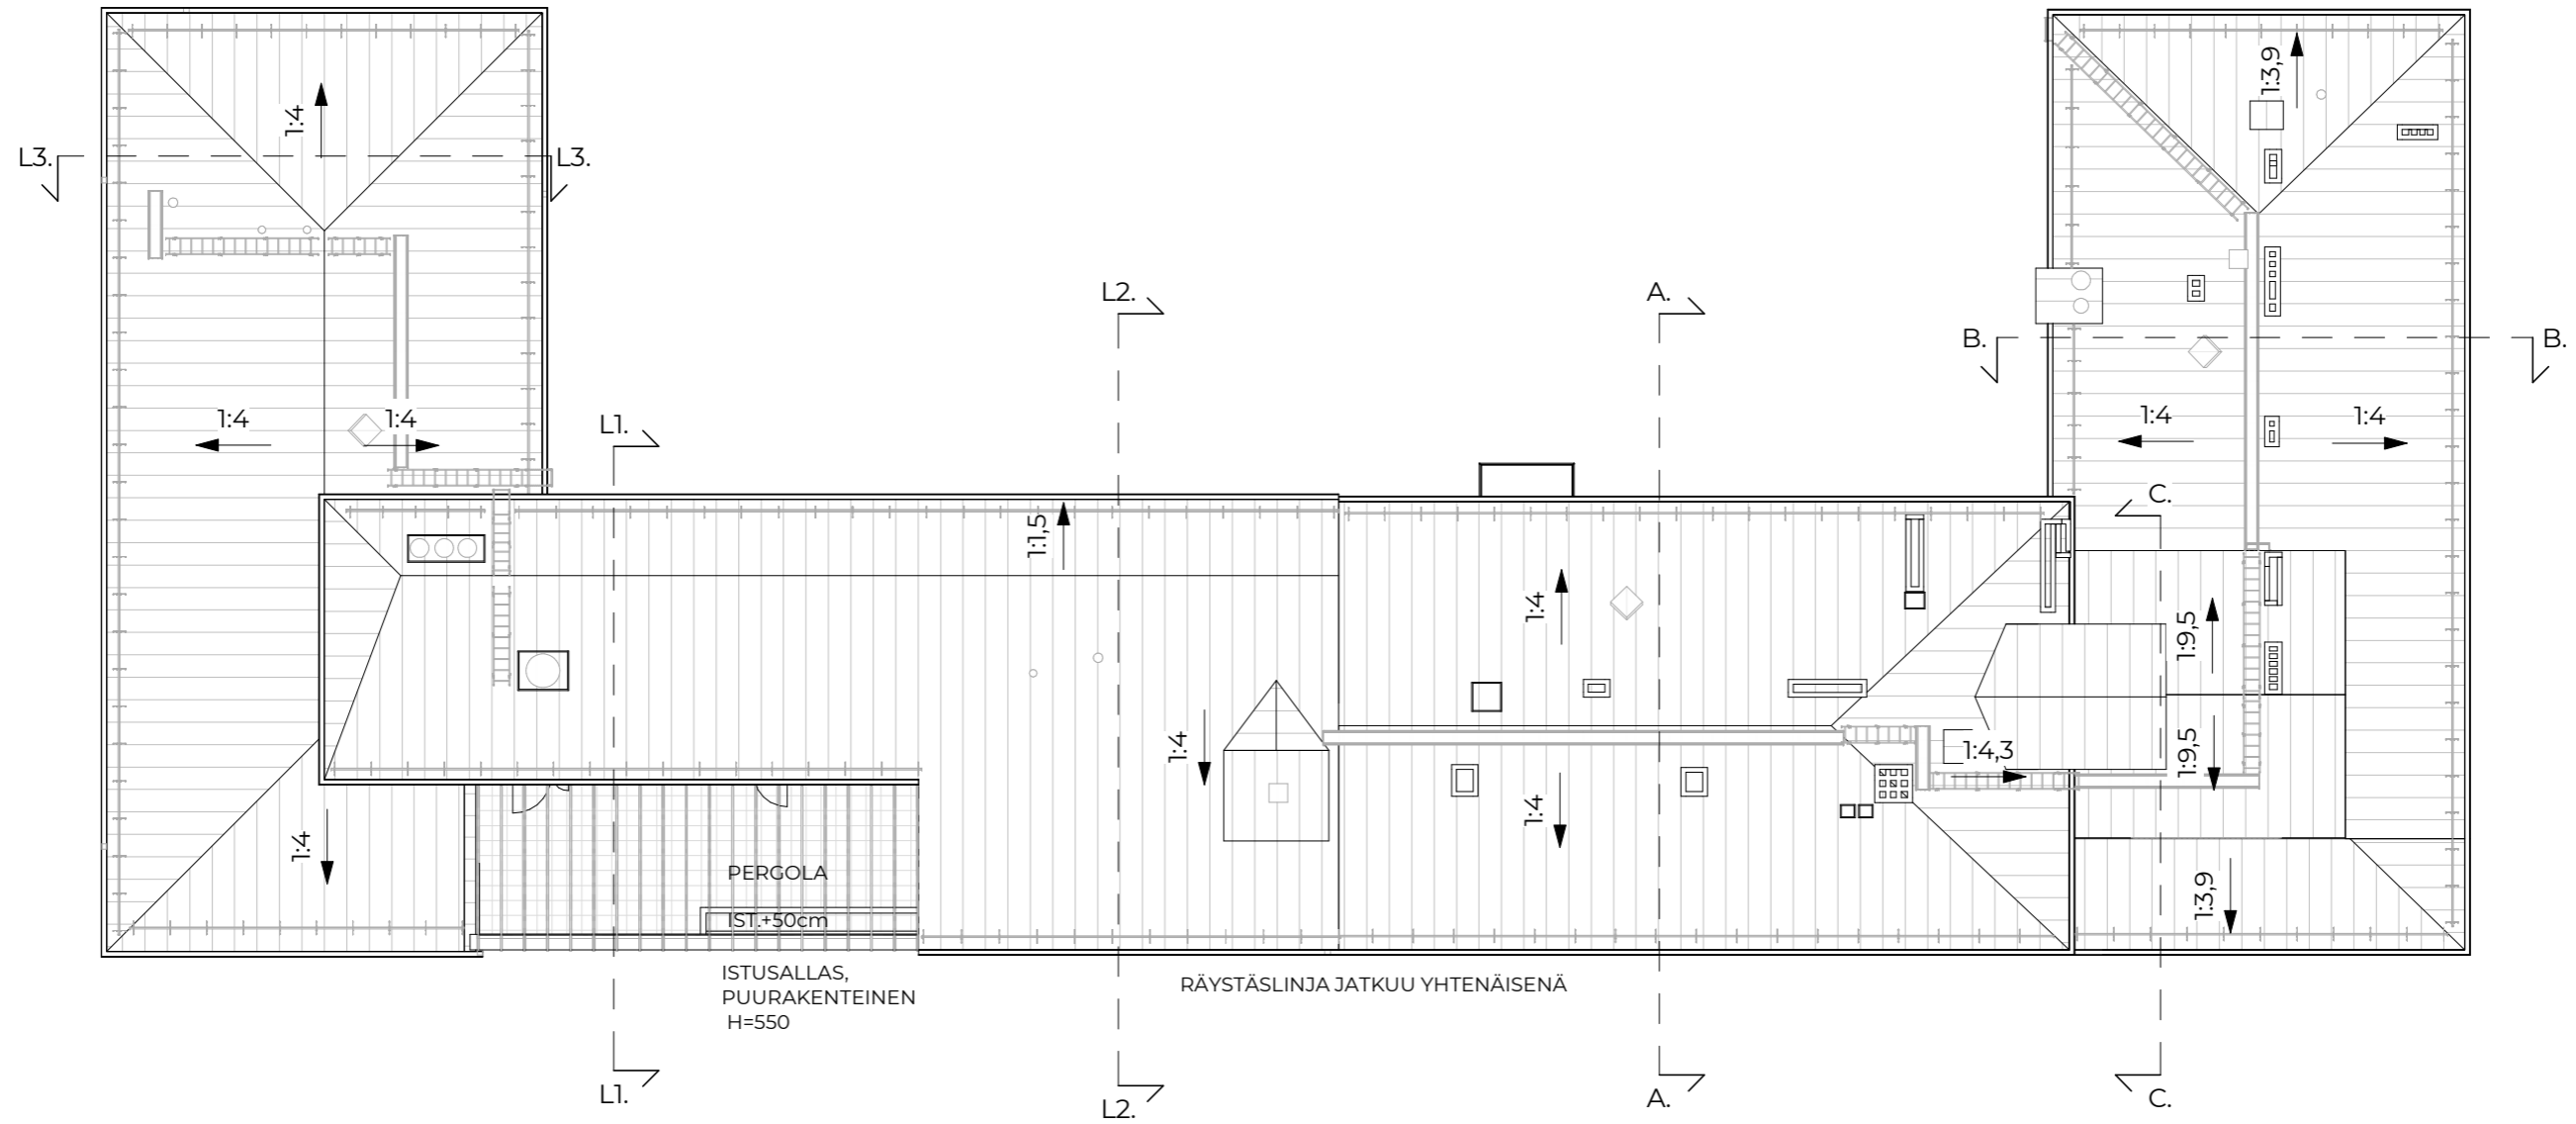 1:4
1:3,9
L3.
L3.
L2.
A.
B.
B.
1:4
1:4
L1.
1:4
1:4
C.
1:1,5
1:4
1:9,5
1:4
1:4,3
1:9,5
1:4
1:4
PERGOLA
1:3,9
IST.+50cm
ISTUSALLAS,
PUURAKENTEINEN
H=550
RÄYSTÄSLINJA JATKUU YHTENÄISENÄ
L1.
L2.
A.
C.